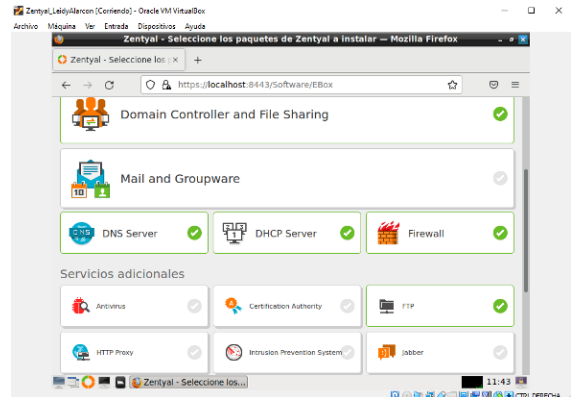 Zentyal_LeidyAlarcon [Corriendo] - Oracle VM VirtualBox
Archivo Máquina Ver Entrada Dispositivos Ayuda
Zentyal - Seleccione los paquetes de Zentyal a instalar — Mozilla Firefox
Zentyal - Seleccione los p
https://localhost:8443/Software/EBox
Domain Controller and File Sharing
Mail and Groupware
10
DNS
DNS Server
DHCP Server
Firewall
Servicios adicionales
Antivirus
Certification Authority
FTP
HTTP Proxy
Intrusion Prevention System
Jabber
Zentyal - Seleccione los...
11:43
CTRL DERECHA